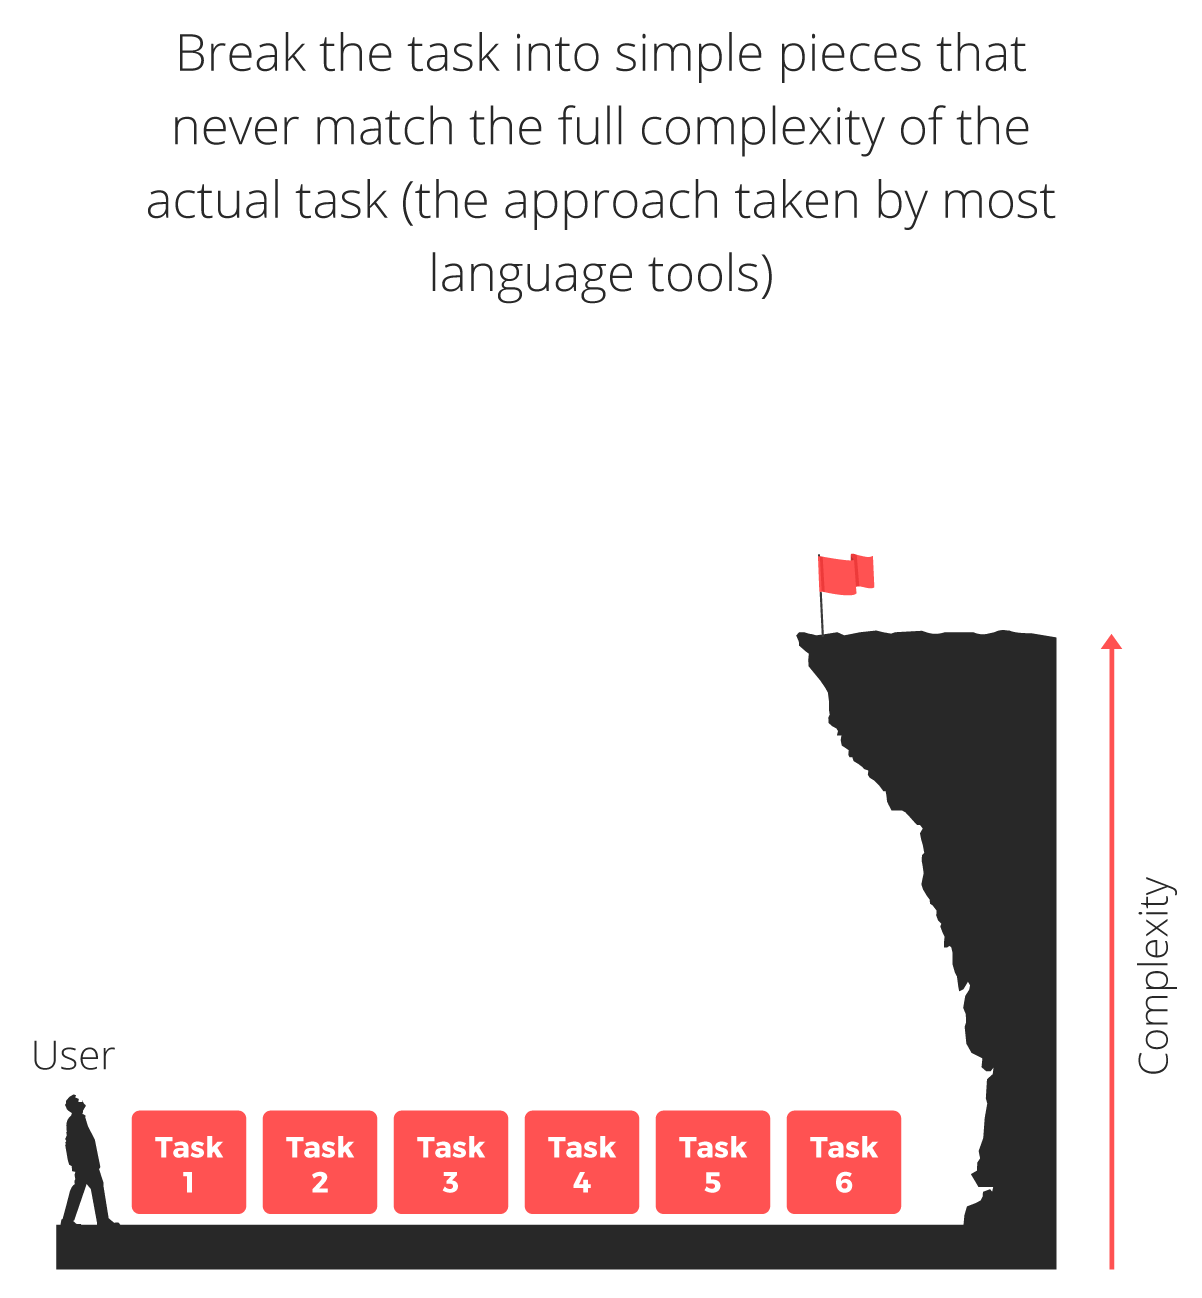 Break the task into simple pieces that
never match the full complexity of the
actual task (the approach taken by most
language tools)
User
Task
1
Task
2
Task
3
Task
4
Task
5
Task
6
Complexity